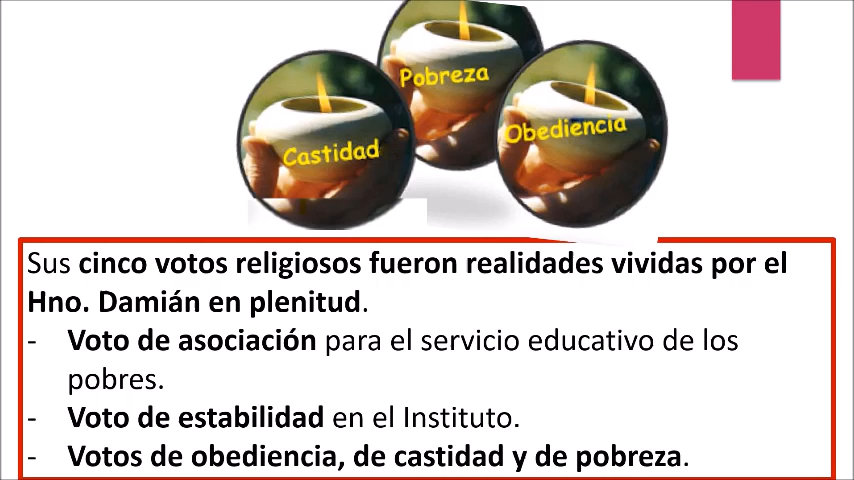 Pobreza
Castidad
Obediencia
Sus cinco votos religiosos fueron realidades vividas por el
Hno. Damián en plenitud.
- Voto de asociación para el servicio educativo de los
pobres.
- Voto de estabilidad en el Instituto.
- Votos de obediencia, de castidad y de pobreza.